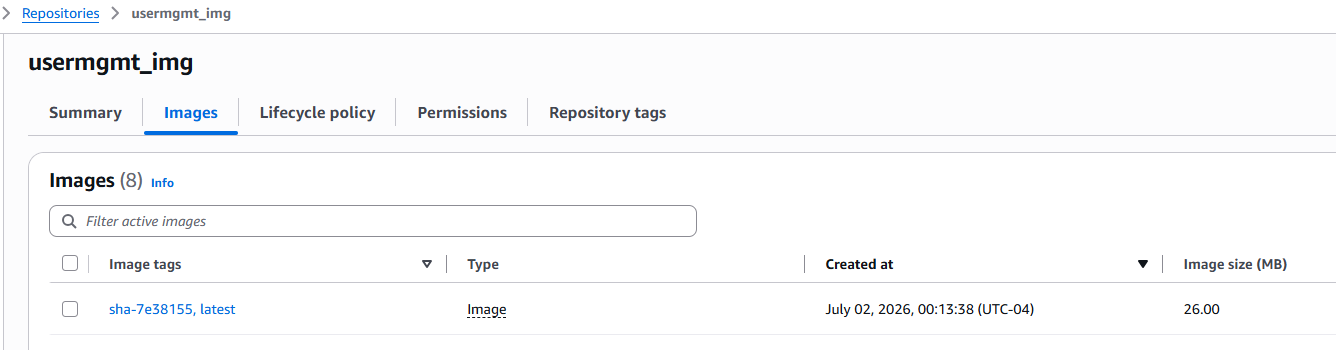 Repositories usermgmt_img
usermgmt_img
Summary Images Lifecycle policy Permissions Repository tags
Images (8) Info
Filter active images
Image tags Type Created at Image size (MB)
sha-7e38155, latest Image July 02, 2026, 00:13:38 (UTC-04) 26.00